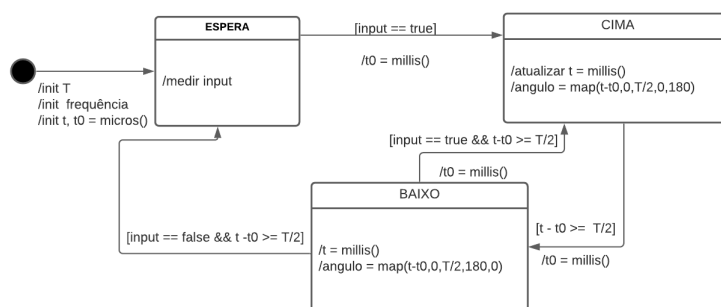 ESPERA
[input == true]
CIMA
/t0 = millis()
/medir input
/atualizar t = millis()
/angulo = map(t-t0,0,T/2,0,180)
/init T
/init  frequência
/init t, t0 = micros()
[input == true && t-t0 >= T/2]
/t0 = millis()
BAIXO
[input == false && t -t0 >= T/2]
[t - t0 >=  T/2]
/t0 = millis()
/t = millis()
/angulo = map(t-t0,0,T/2,180,0)